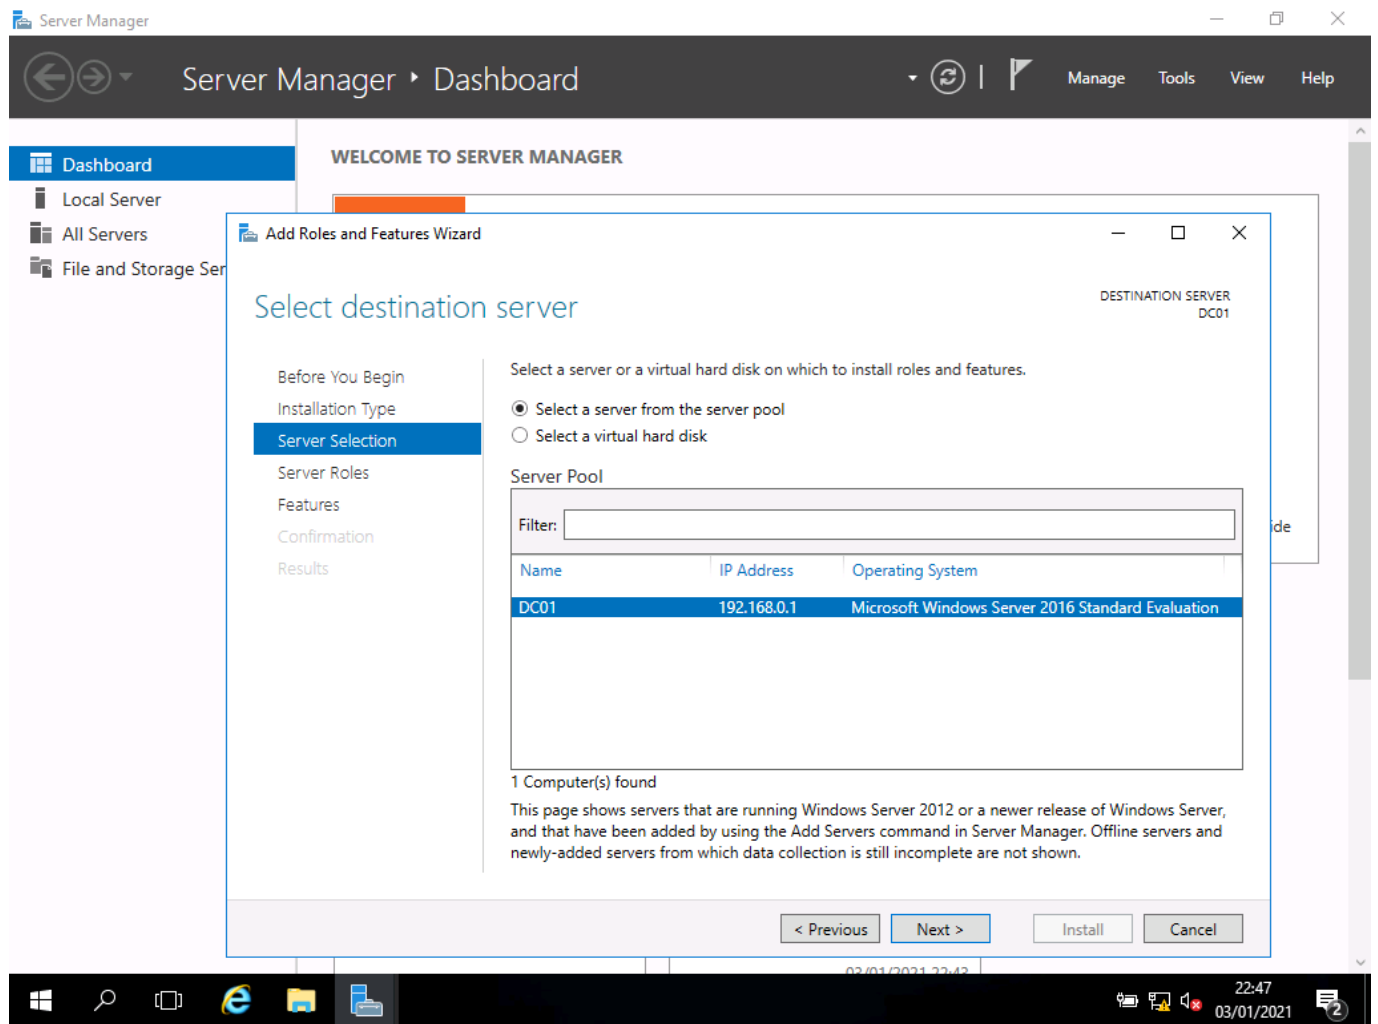 Server Manager
Server Manager ‣ Dashboard
Manage Tools View Help
Dashboard
Local Server
All Servers
File and Storage Ser
WELCOME TO SERVER MANAGER
Add Roles and Features Wizard
Select destination server
DESTINATION SERVER
DC01
Before You Begin
Installation Type
Server Selection
Server Roles
Features
Confirmation
Results
Select a server or a virtual hard disk on which to install roles and features.
Select a server from the server pool
Select a virtual hard disk
Server Pool
Filter:
Name IP Address Operating System
DC01 192.168.0.1 Microsoft Windows Server 2016 Standard Evaluation
1 Computer(s) found
This page shows servers that are running Windows Server 2012 or a newer release of Windows Server,
and that have been added by using the Add Servers command in Server Manager. Offline servers and
newly-added servers from which data collection is still incomplete are not shown.
< Previous Next > Install Cancel
ide
03/01/2021 22:43
22:47
03/01/2021
2